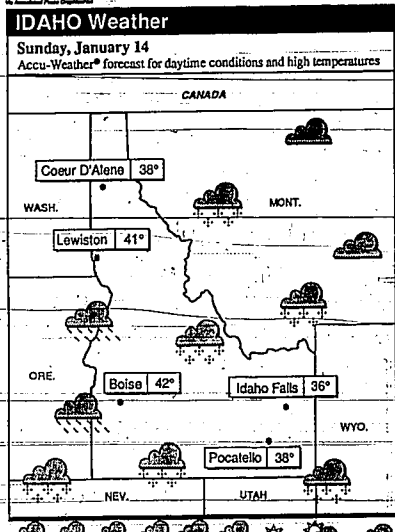 IDAHO Weather
Sunday, January 14
Accu-Weather® forecast for daytime conditions and high temperatures
CANADA
Coeur D'Alene 38°
WASH.
MONT.
Lewiston 41°
ORE.
Boise 42°
Idaho Falls 36°
WYO.
Pocatello 38°
NEV.
UTAH